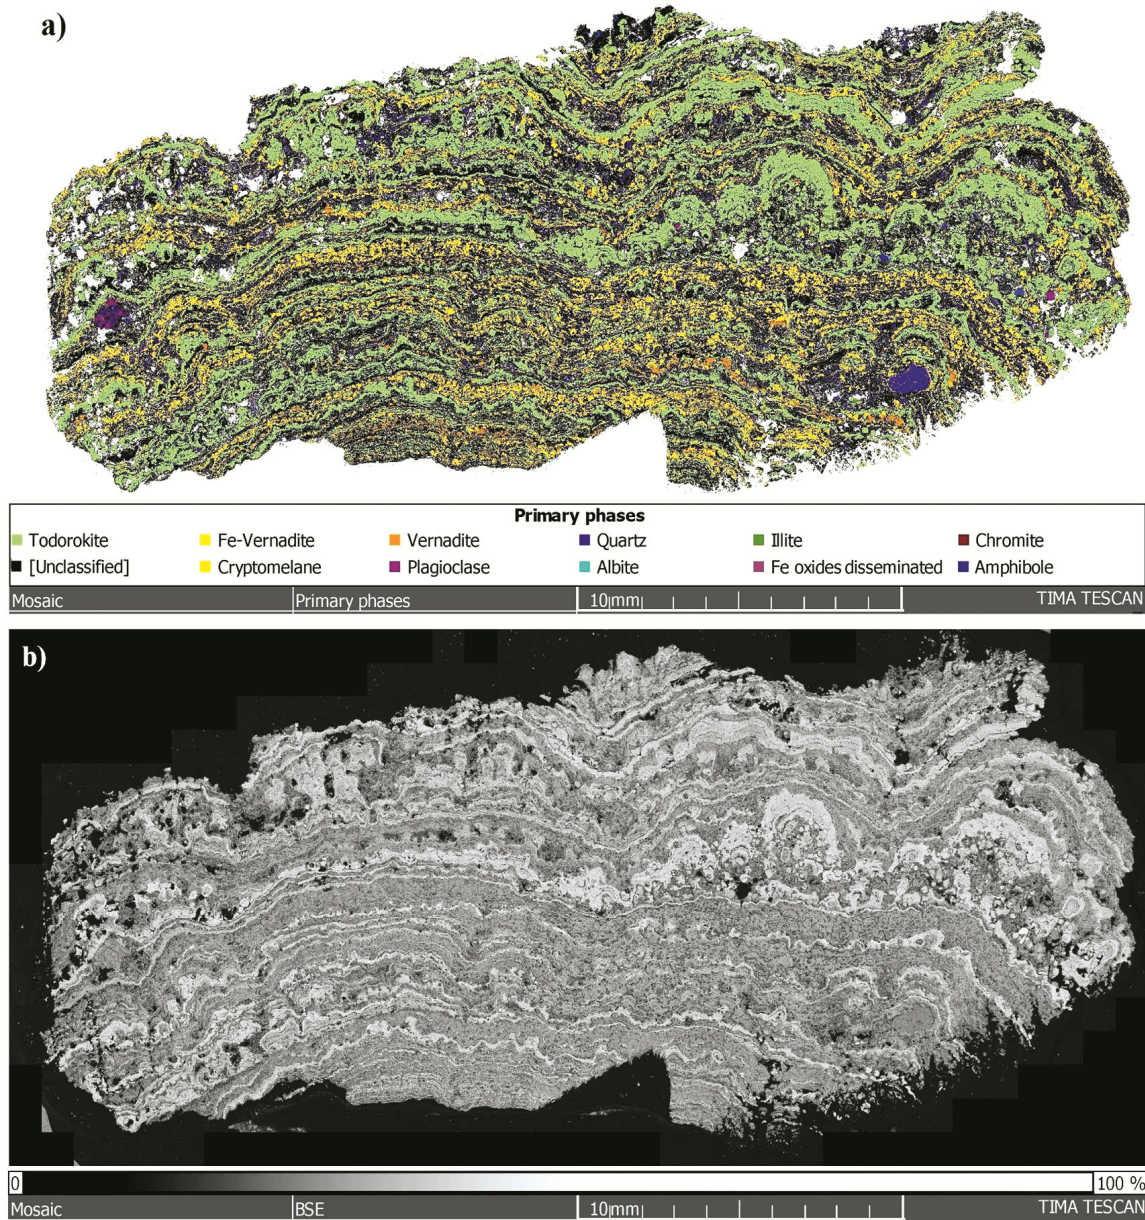 a)
Primary phases
Todorokite Fe-Vernadite Vernadite Quartz Illite Chromite
[Unclassified] Cryptomelane Plagioclase Albite Fe oxides disseminated Amphibole
Mosaic Primary phases 10 mm TIMA TESCAN
b)
0 100 %
Mosaic BSE 10 mm TIMA TESCAN